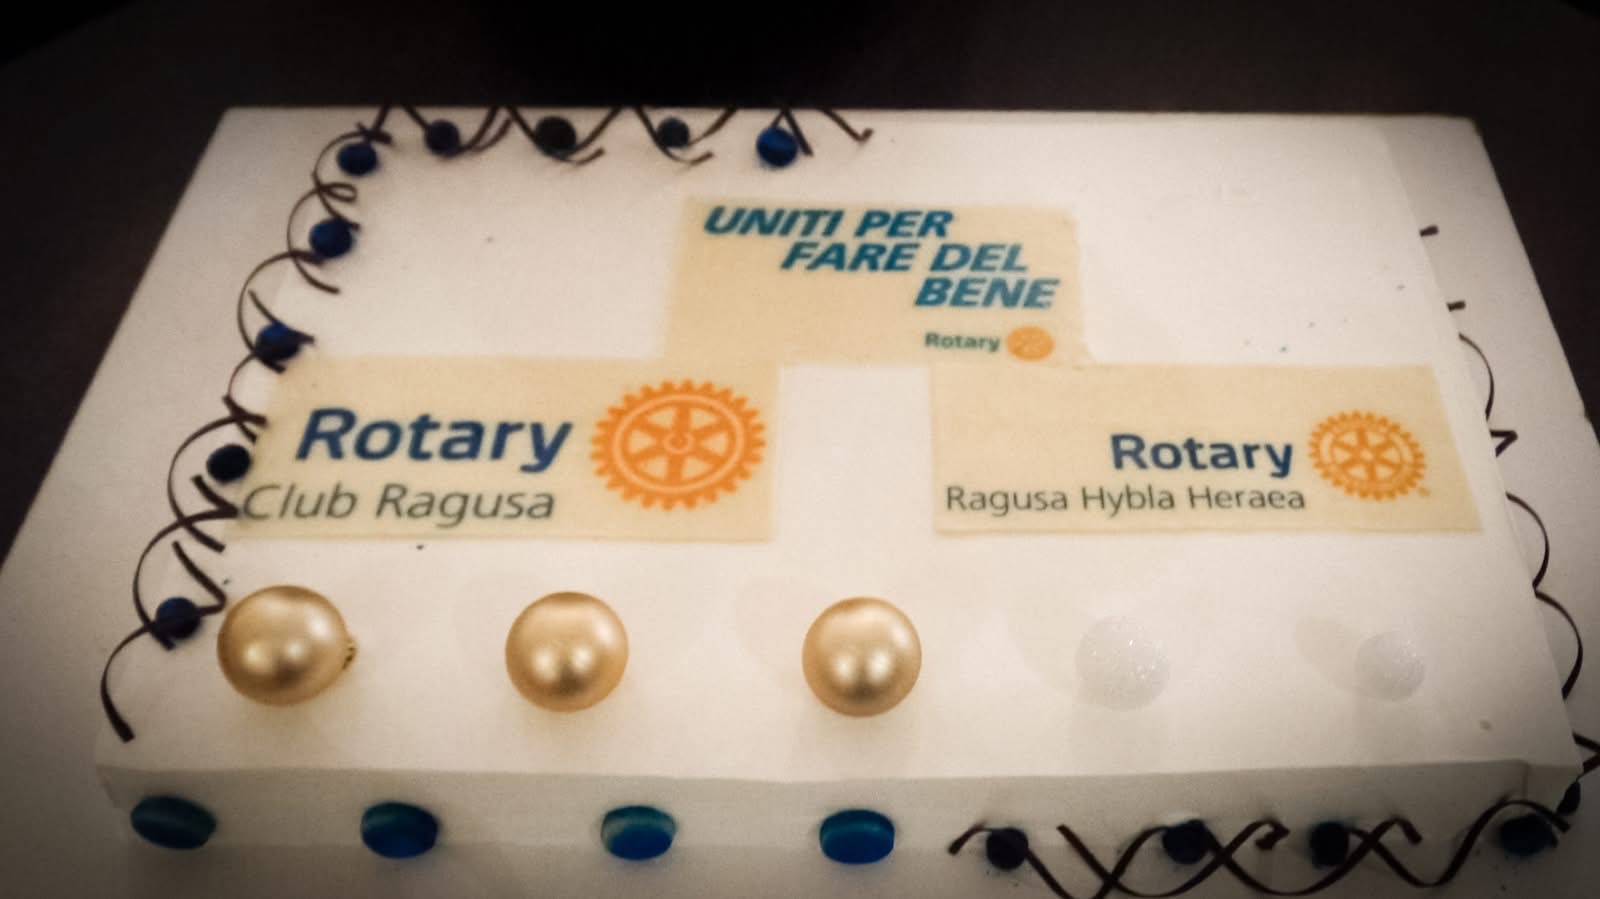 UNITI PER
FARE DEL
BENE
Rotary
Rotary
Club Ragusa
Rotary
Ragusa Hybla Heraea